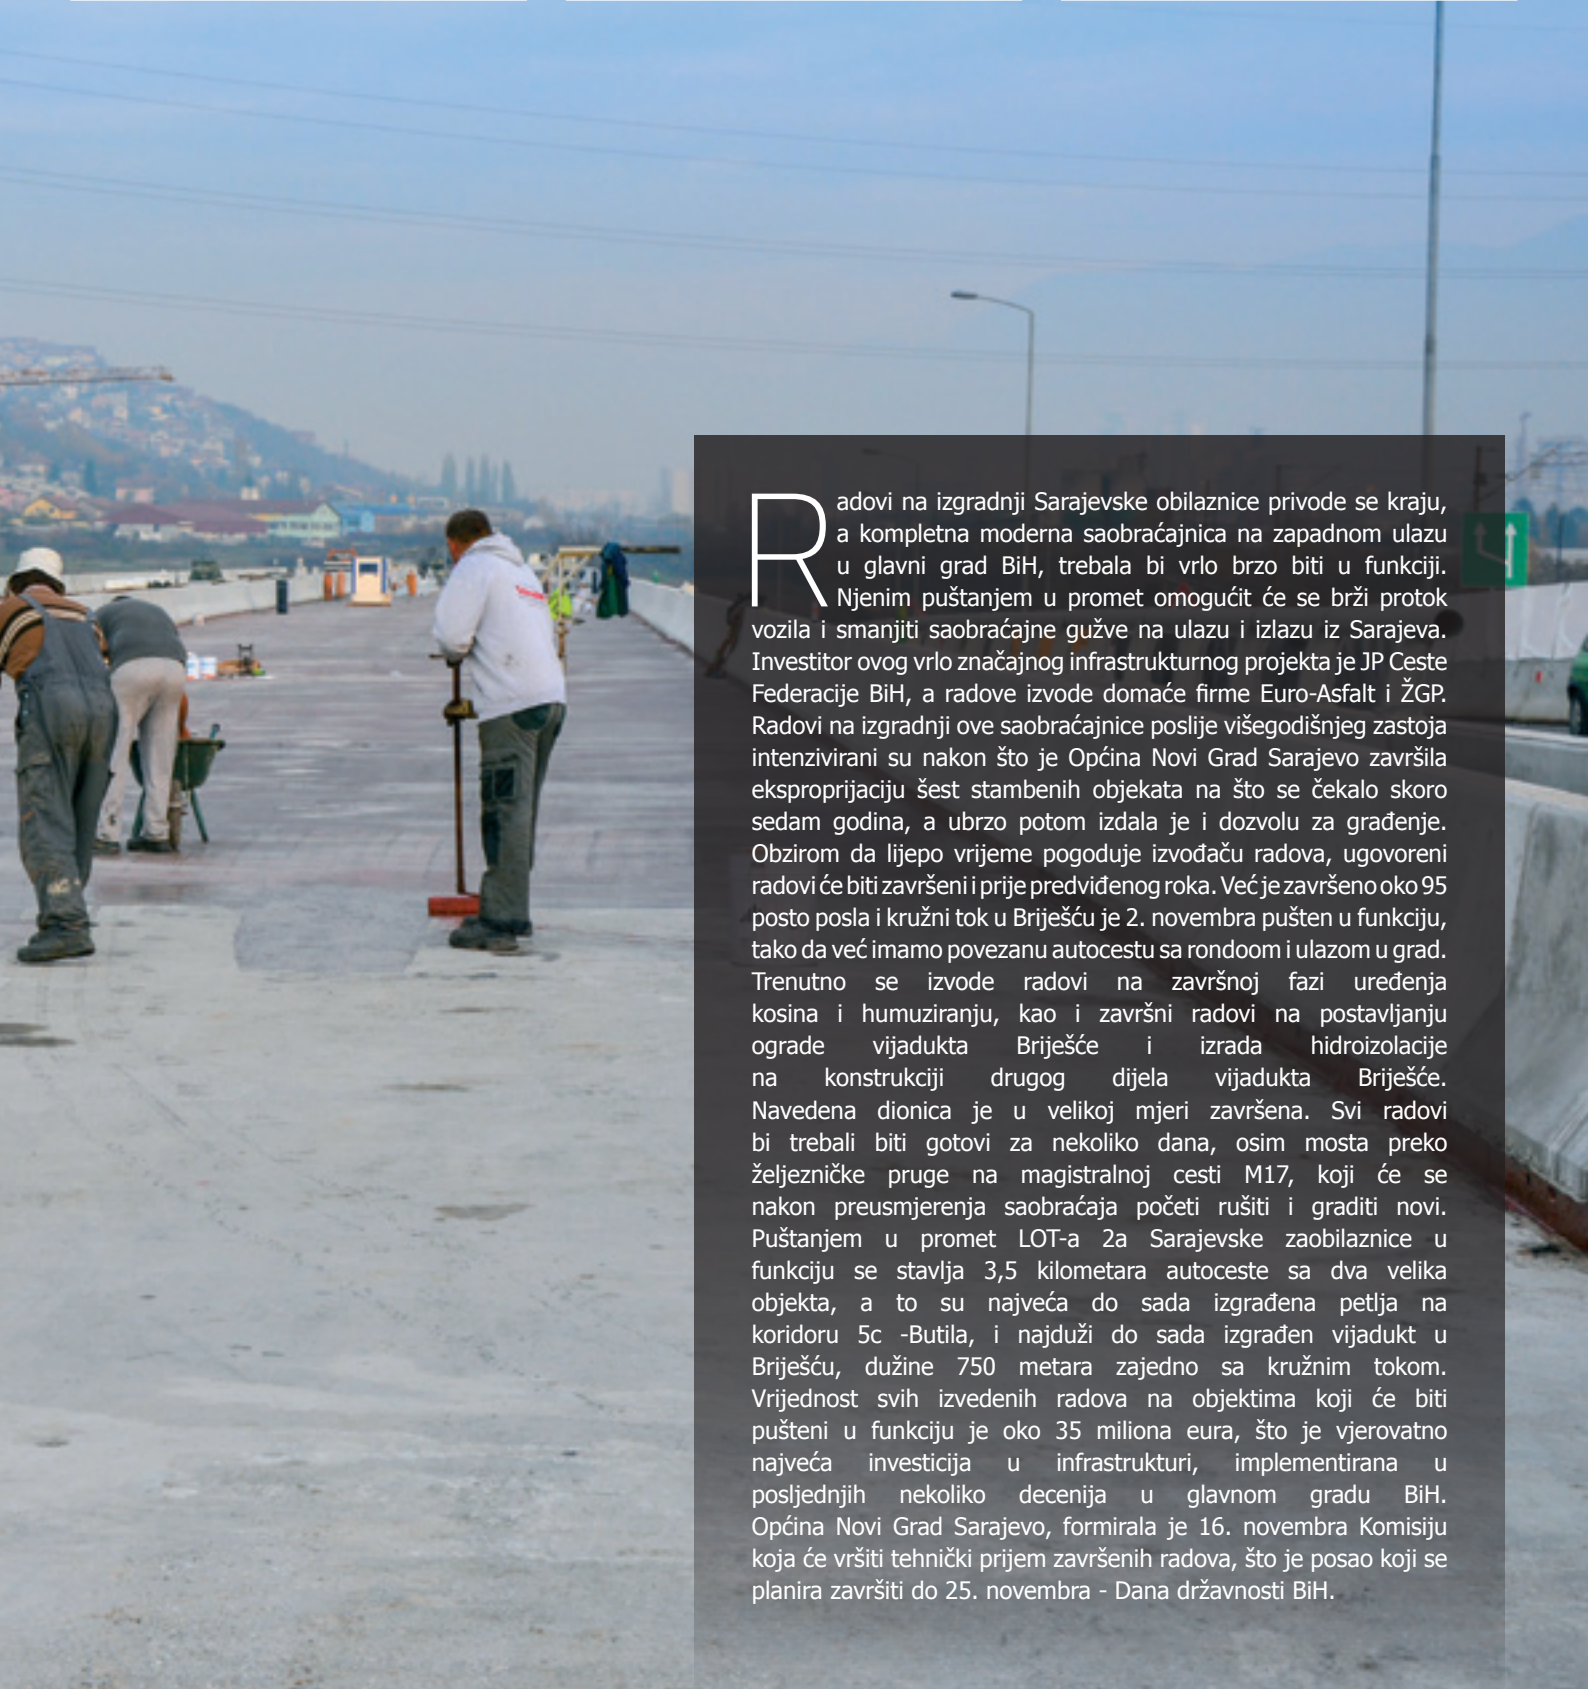 Radovi na izgradnji Sarajevske obilaznice privode se kraju,
a kompletna moderna saobraćajnica na zapadnom ulazu
u glavni grad BiH, trebala bi vrlo brzo biti u funkciji.
Njenim puštanjem u promet omogućit će se brži protok
vozila i smanjiti saobraćajne gužve na ulazu i izlazu iz Sarajeva.
Investitor ovog vrlo značajnog infrastrukturnog projekta je JP Ceste
Federacije BiH, a radove izvode domaće firme Euro-Asfalt i ŽGP.
Radovi na izgradnji ove saobraćajnice poslije višegodišnjeg zastoja
intenzivirani su nakon što je Općina Novi Grad Sarajevo završila
eksproprijaciju šest stambenih objekata na što se čekalo skoro
sedam godina, a ubrzo potom izdala je i dozvolu za građenje.
Obzirom da lijepo vrijeme pogoduje izvođaču radova, ugovoreni
radovi će biti završeni i prije predviđenog roka. Već je završeno oko 95
posto posla i kružni tok u Briješću je 2. novembra pušten u funkciju,
tako da već imamo povezanu autocestu sa rondoom i ulazom u grad.
Trenutno se izvode radovi na završnoj fazi uređenja
kosina i humuziranju, kao i završni radovi na postavljanju
ograde vijadukta Briješće i izrada hidroizolacije
na konstrukciji drugog dijela vijadukta Briješće.
Navedena dionica je u velikoj mjeri završena. Svi radovi
bi trebali biti gotovi za nekoliko dana, osim mosta preko
željezničke pruge na magistralnoj cesti M17, koji će se
nakon preusmjerenja saobraćaja početi rušiti i graditi novi.
Puštanjem u promet LOT-a 2a Sarajevske zaobilaznice u
funkciju se stavlja 3,5 kilometara autoceste sa dva velika
objekta, a to su najveća do sada izgrađena petlja na
koridoru 5c -Butila, i najduži do sada izgrađen vijadukt u
Briješću, dužine 750 metara zajedno sa kružnim tokom.
Vrijednost svih izvedenih radova na objektima koji će biti
pušteni u funkciju je oko 35 miliona eura, što je vjerovatno
najveća investicija u infrastrukturi, implementirana u
posljednjih nekoliko decenija u glavnom gradu BiH.
Općina Novi Grad Sarajevo, formirala je 16. novembra Komisiju
koja će vršiti tehnički prijem završenih radova, što je posao koji se
planira završiti do 25. novembra - Dana državnosti BiH.